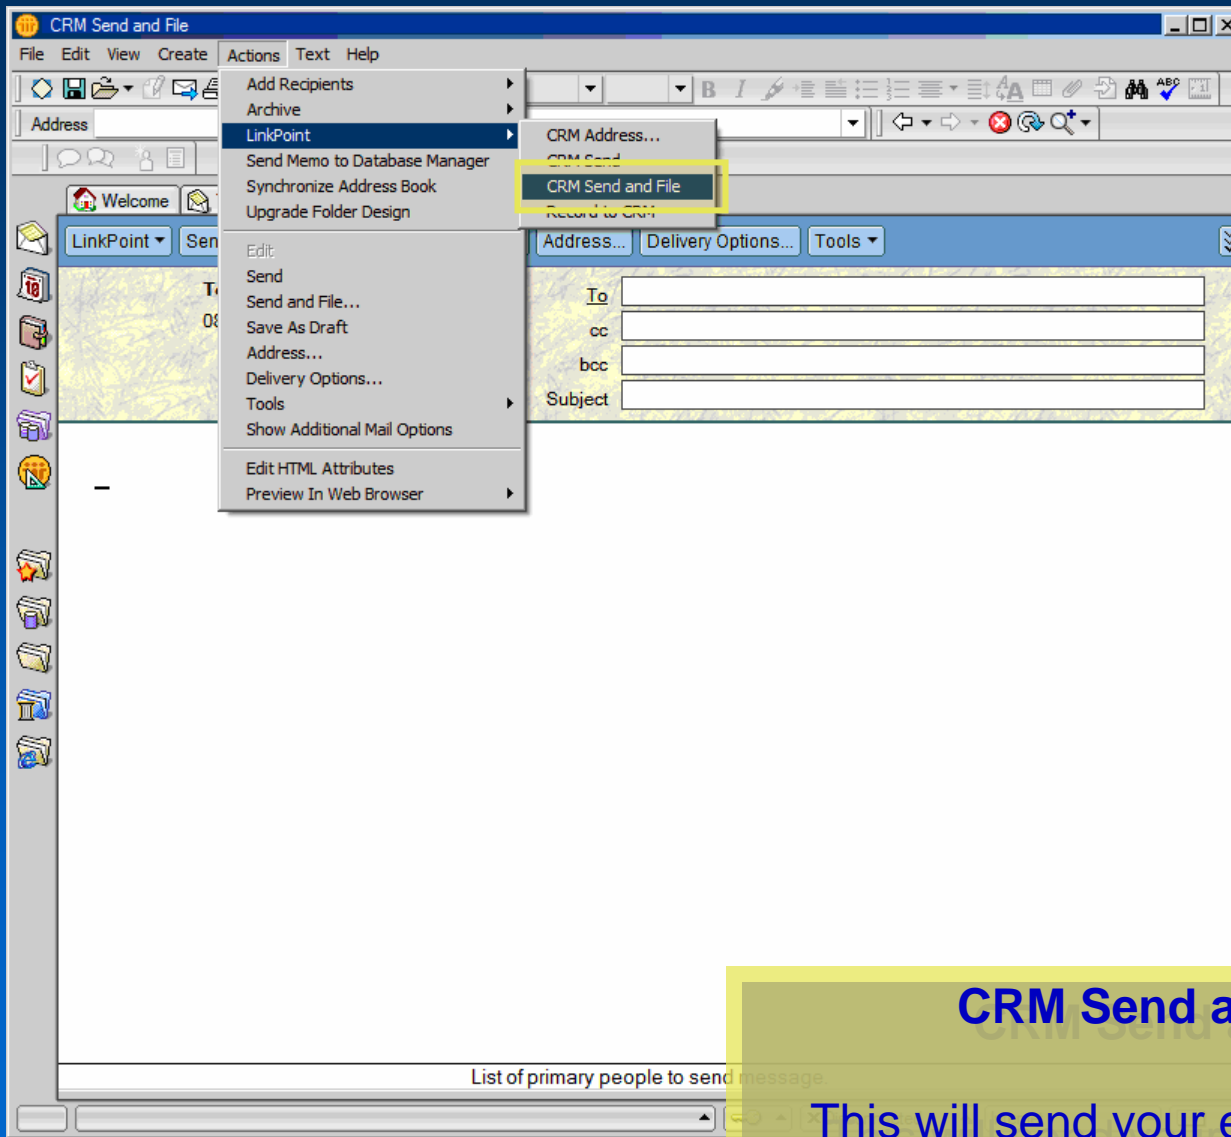 CRM Send and File
File Edit View Create Actions Text Help
Address
Add Recipients
Archive
LinkPoint
Send Memo to Database Manager
Synchronize Address Book
Upgrade Folder Design
Edit
Send
Send and File...
Save As Draft
Address...
Delivery Options...
Tools
Show Additional Mail Options
Edit HTML Attributes
Preview In Web Browser
CRM Address...
CRM Send
CRM Send and File
Record to CRM
Welcome
LinkPoint Sen Address... Delivery Options... Tools
To
cc
bcc
Subject
08
List of primary people to send message.
CRM Send a
This will send your e